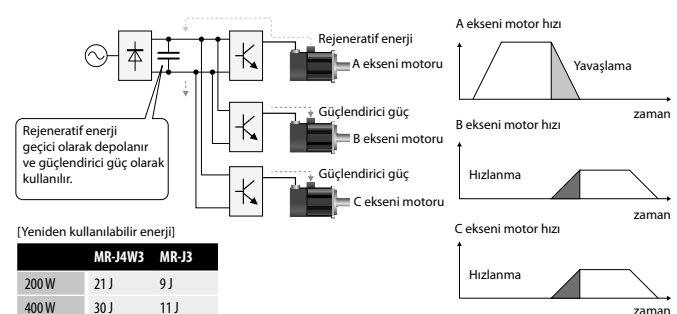 Rejeneratif enerji
A ekseni motoru
Güçlendirici güç
B ekseni motoru
Güçlendirici güç
C ekseni motoru
Rejeneratif enerji
geçici olarak depolanır
ve güçlendirici güç olarak
kullanılır.
[Yeniden kullanılabilir enerji]
MR-J4W3 MR-J3
200 W 21 J 9 J
400 W 30 J 11 J
A ekseni motor hızı
Yavaşlama
zaman
B ekseni motor hızı
Hızlanma
zaman
C ekseni motor hızı
Hızlanma
zaman